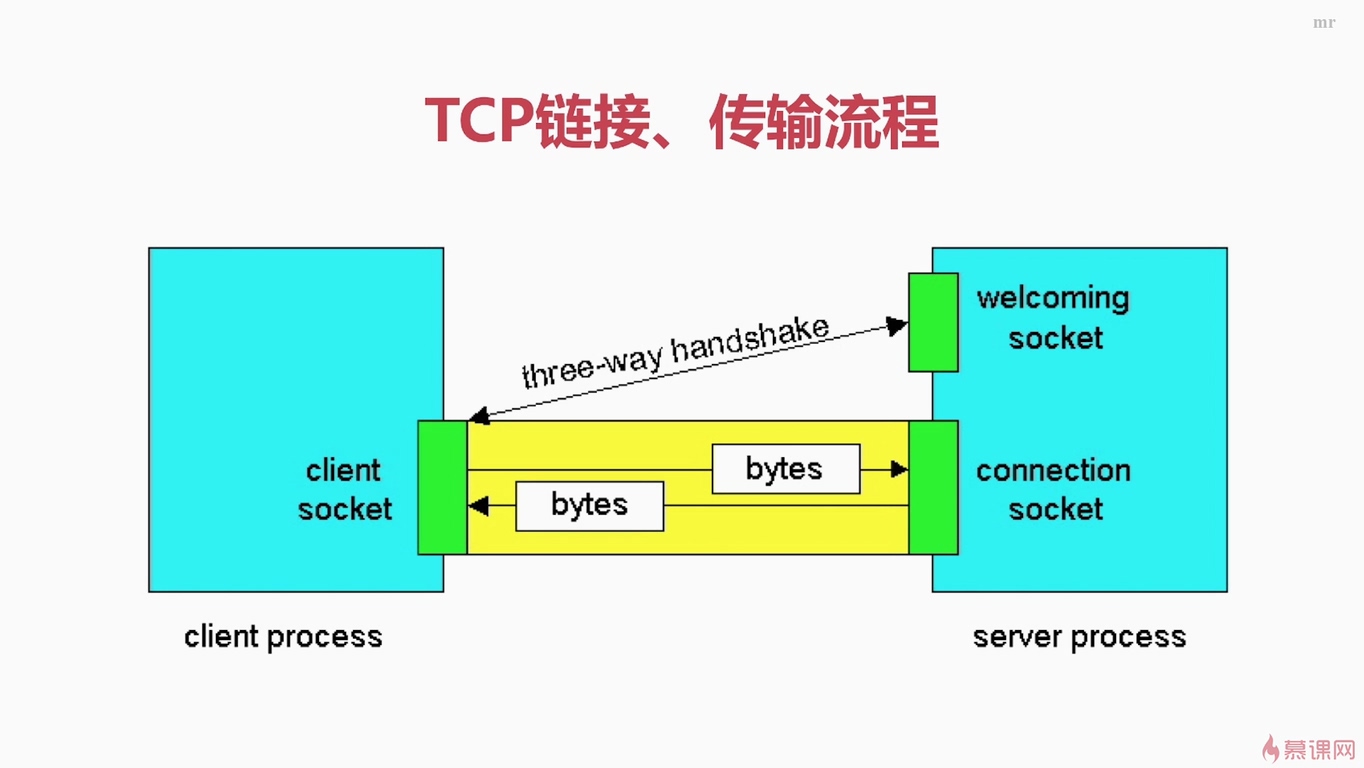 mr
TCP链接、传输流程
welcoming
socket
three-way handshake
client
socket
bytes
bytes
connection
socket
client process
server process
慕课网